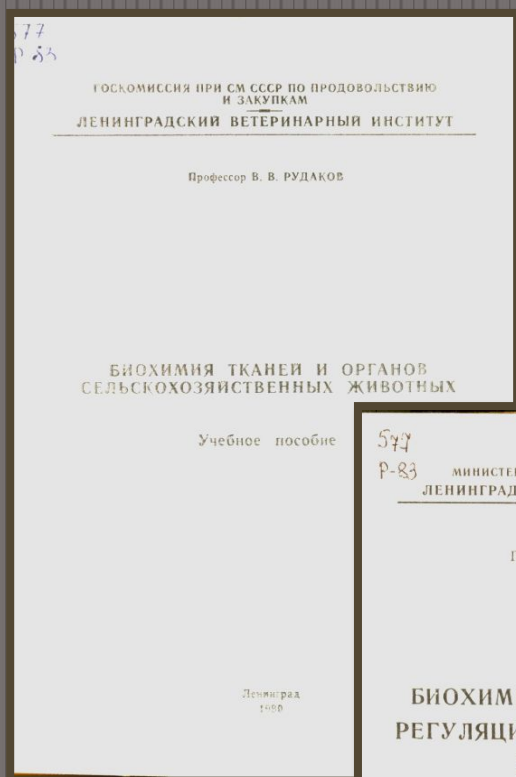 577
Р 83
ГОСКОМИССИЯ ПРИ СМ СССР ПО ПРОДОВОЛЬСТВИЮ
И ЗАКУПКАМ
ЛЕНИНГРАДСКИЙ ВЕТЕРИНАРНЫЙ ИНСТИТУТ
Профессор В. В. РУДАКОВ
БИОХИМИЯ ТКАНЕЙ И ОРГАНОВ
СЕЛЬСКОХОЗЯЙСТВЕННЫХ ЖИВОТНЫХ
Учебное пособие
Ленинград
577
Р-83
МИНИСТЕ
ЛЕНИНГРАД
П
БИОХИМ
РЕГУЛЯЦИ